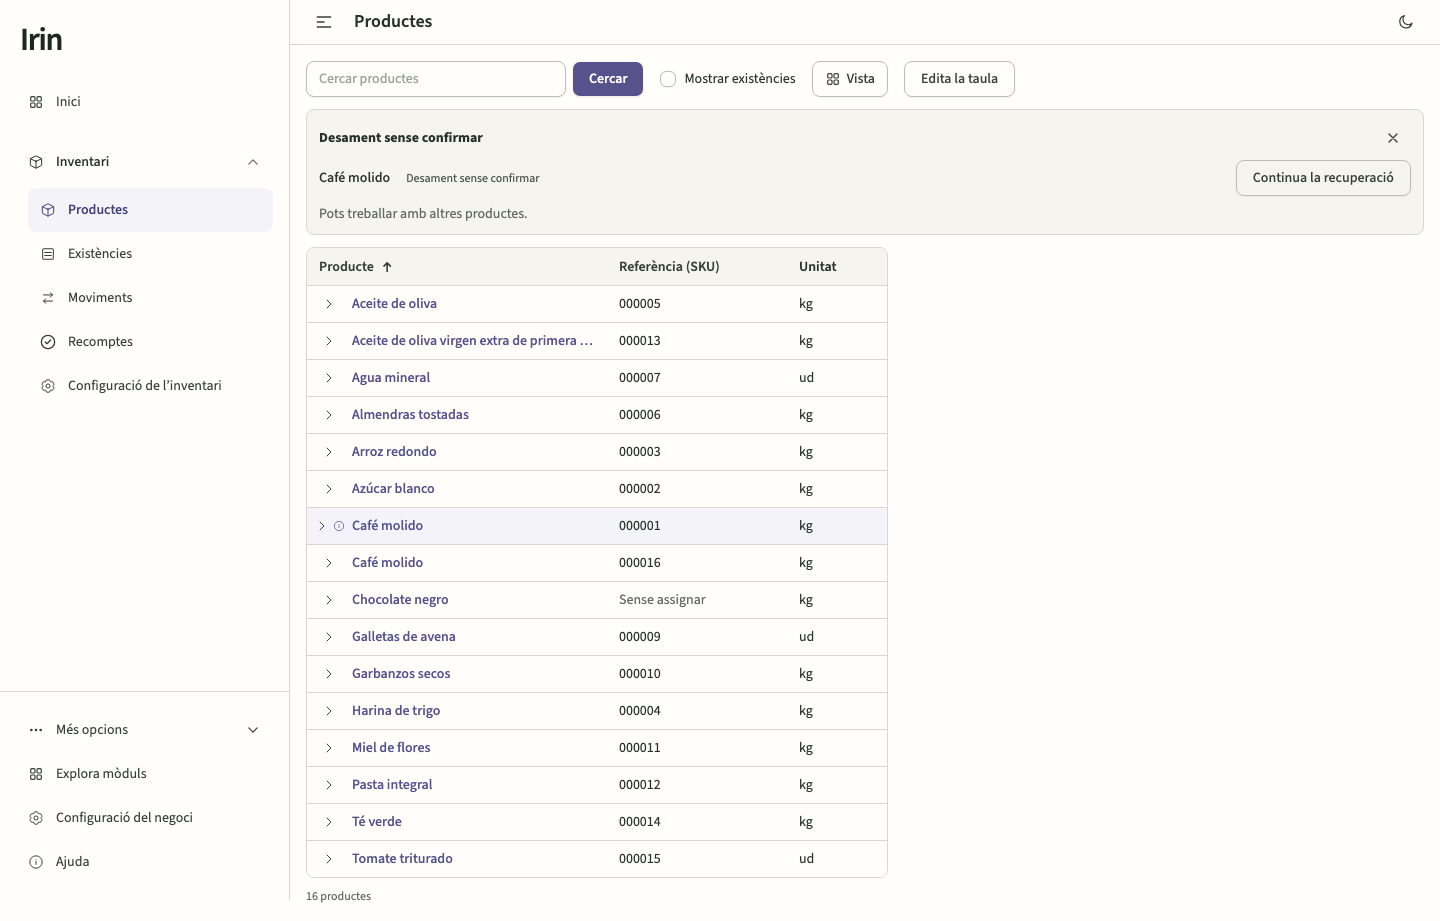 Irin
Productes
Inici
Inventari
Productes
Existències
Moviments
Recomptes
Configuració de l’inventari
Més opcions
Explora mòduls
Configuració del negoci
Ajuda
Cercar productes Cercar Mostrar existències Vista Edita la taula
Desament sense confirmar
Café molido Desament sense confirmar Continua la recuperació
Pots treballar amb altres productes.
Producte Referència (SKU) Unitat
Aceite de oliva 000005 kg
Aceite de oliva virgen extra de primera … 000013 kg
Agua mineral 000007 ud
Almendras tostadas 000006 kg
Arroz redondo 000003 kg
Azúcar blanco 000002 kg
Café molido 000001 kg
Café molido 000016 kg
Chocolate negro Sense assignar kg
Galletas de avena 000009 ud
Garbanzos secos 000010 kg
Harina de trigo 000004 kg
Miel de flores 000011 kg
Pasta integral 000012 kg
Té verde 000014 kg
Tomate triturado 000015 ud
16 productes